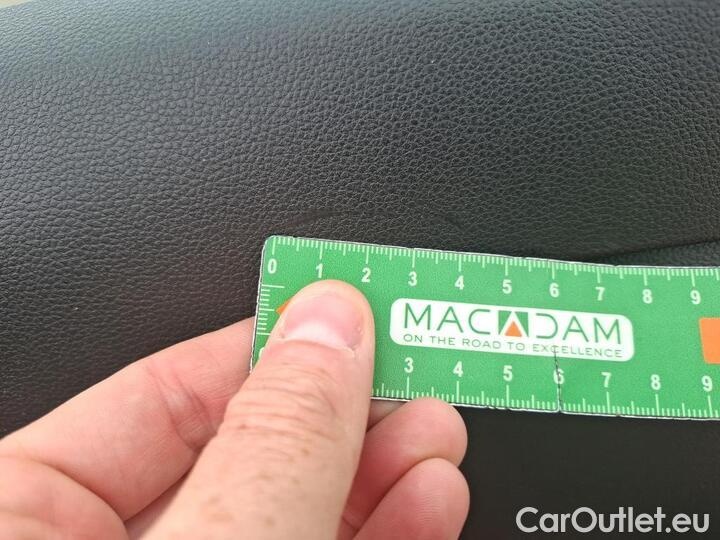 0 1 2 3 4 5 6 7 8 9
MACADAM
ON THE ROAD TO EXCELLENCE
3 4 5 6 7 8 9
CarOutlet.eu